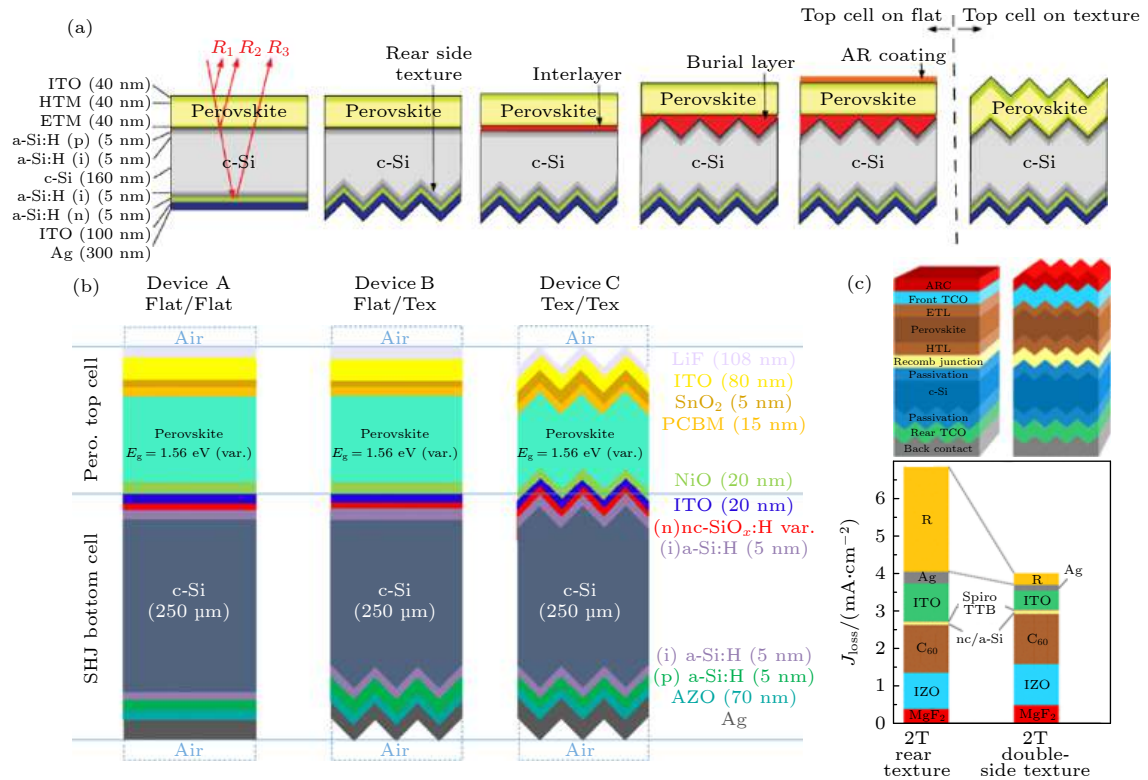 (a)
R1 R2 R3
Rear side
texture
Interlayer
Burial layer
AR coating
Top cell on flat
Top cell on texture
ITO (40 nm)
HTM (40 nm)
ETM (40 nm)
a-Si:H (p) (5 nm)
a-Si:H (i) (5 nm)
c-Si (160 nm)
a-Si:H (i) (5 nm)
a-Si:H (n) (5 nm)
ITO (100 nm)
Ag (300 nm)
Perovskite
c-Si
Perovskite
c-Si
Perovskite
c-Si
Perovskite
c-Si
Perovskite
c-Si
Perovskite
c-Si
(b)
Device A
Flat/Flat
Device B
Flat/Tex
Device C
Tex/Tex
Air
Air
Air
Pero. top cell
SHJ bottom cell
Perovskite
Eg = 1.56 eV (var.)
Perovskite
Eg = 1.56 eV (var.)
Perovskite
Eg = 1.56 eV (var.)
c-Si
(250 μm)
c-Si
(250 μm)
c-Si
(250 μm)
Air
Air
Air
LiF (108 nm)
ITO (80 nm)
SnO2 (5 nm)
PCBM (15 nm)
NiO (20 nm)
ITO (20 nm)
(n)nc-SiOx:H var.
(i)a-Si:H (5 nm)
(i) a-Si:H (5 nm)
(p) a-Si:H (5 nm)
AZO (70 nm)
Ag
(c)
ARC
Front TCO
ETL
Perovskite
HTL
Recomb junction
Passivation
c-Si
Passivation
Rear TCO
Back contact
Jloss/(mA·cm−2)
6
5
4
3
2
1
0
R
Ag
ITO
C60
IZO
MgF2
Spiro
TTB
nc/a-Si
R
Ag
ITO
C60
IZO
MgF2
2T
rear
texture
2T
double-
side texture